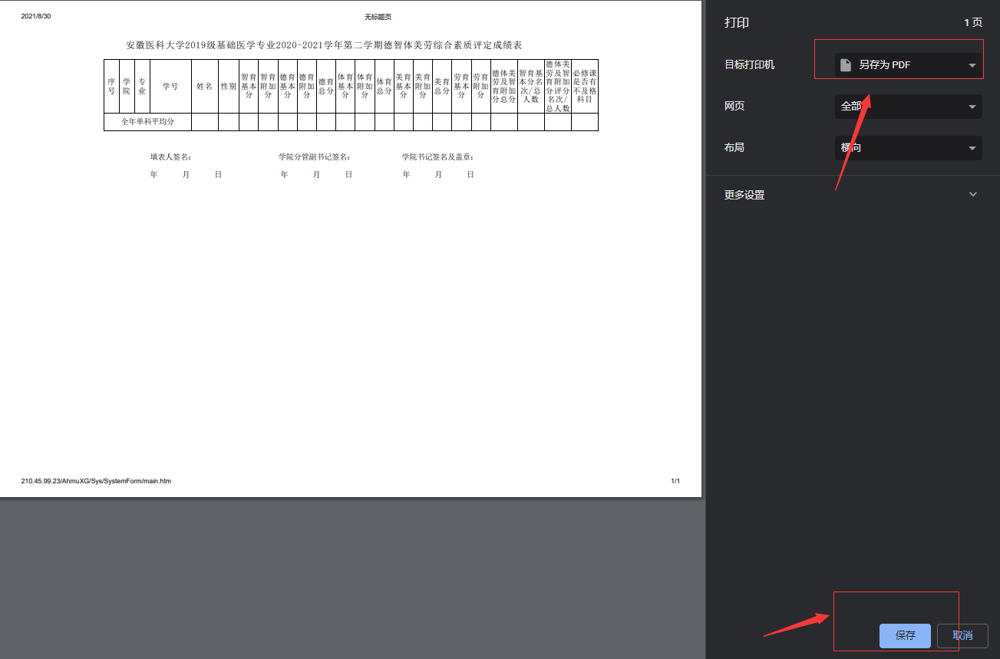 2021/8/30
无标题页
安徽医科大学2019级基础医学专业2020-2021学年第二学期德智体美劳综合素质评定成绩表
序号
学院
专业
学号
姓名
性别
智育基本分
智育附加分
德育基本分
德育附加分
德育总分
体育基本分
体育附加分
体育总分
美育基本分
美育附加分
美育总分
劳育基本分
劳育附加分
德体美劳及智育附加分总分
智育基本分名次/总人数
德体美劳及智育附加分评分名次/总人数
必修课是否有不及格科目
全年单科平均分
填表人签名:
学院分管副书记签名:
学院书记签名及盖章:
年 月 日
年 月 日
年 月 日
210.45.99.23/AhmuXG/Sys/SystemForm/main.htm
1/1
打印
1 页
目标打印机
另存为 PDF
网页
全部
布局
横向
更多设置
保存
取消